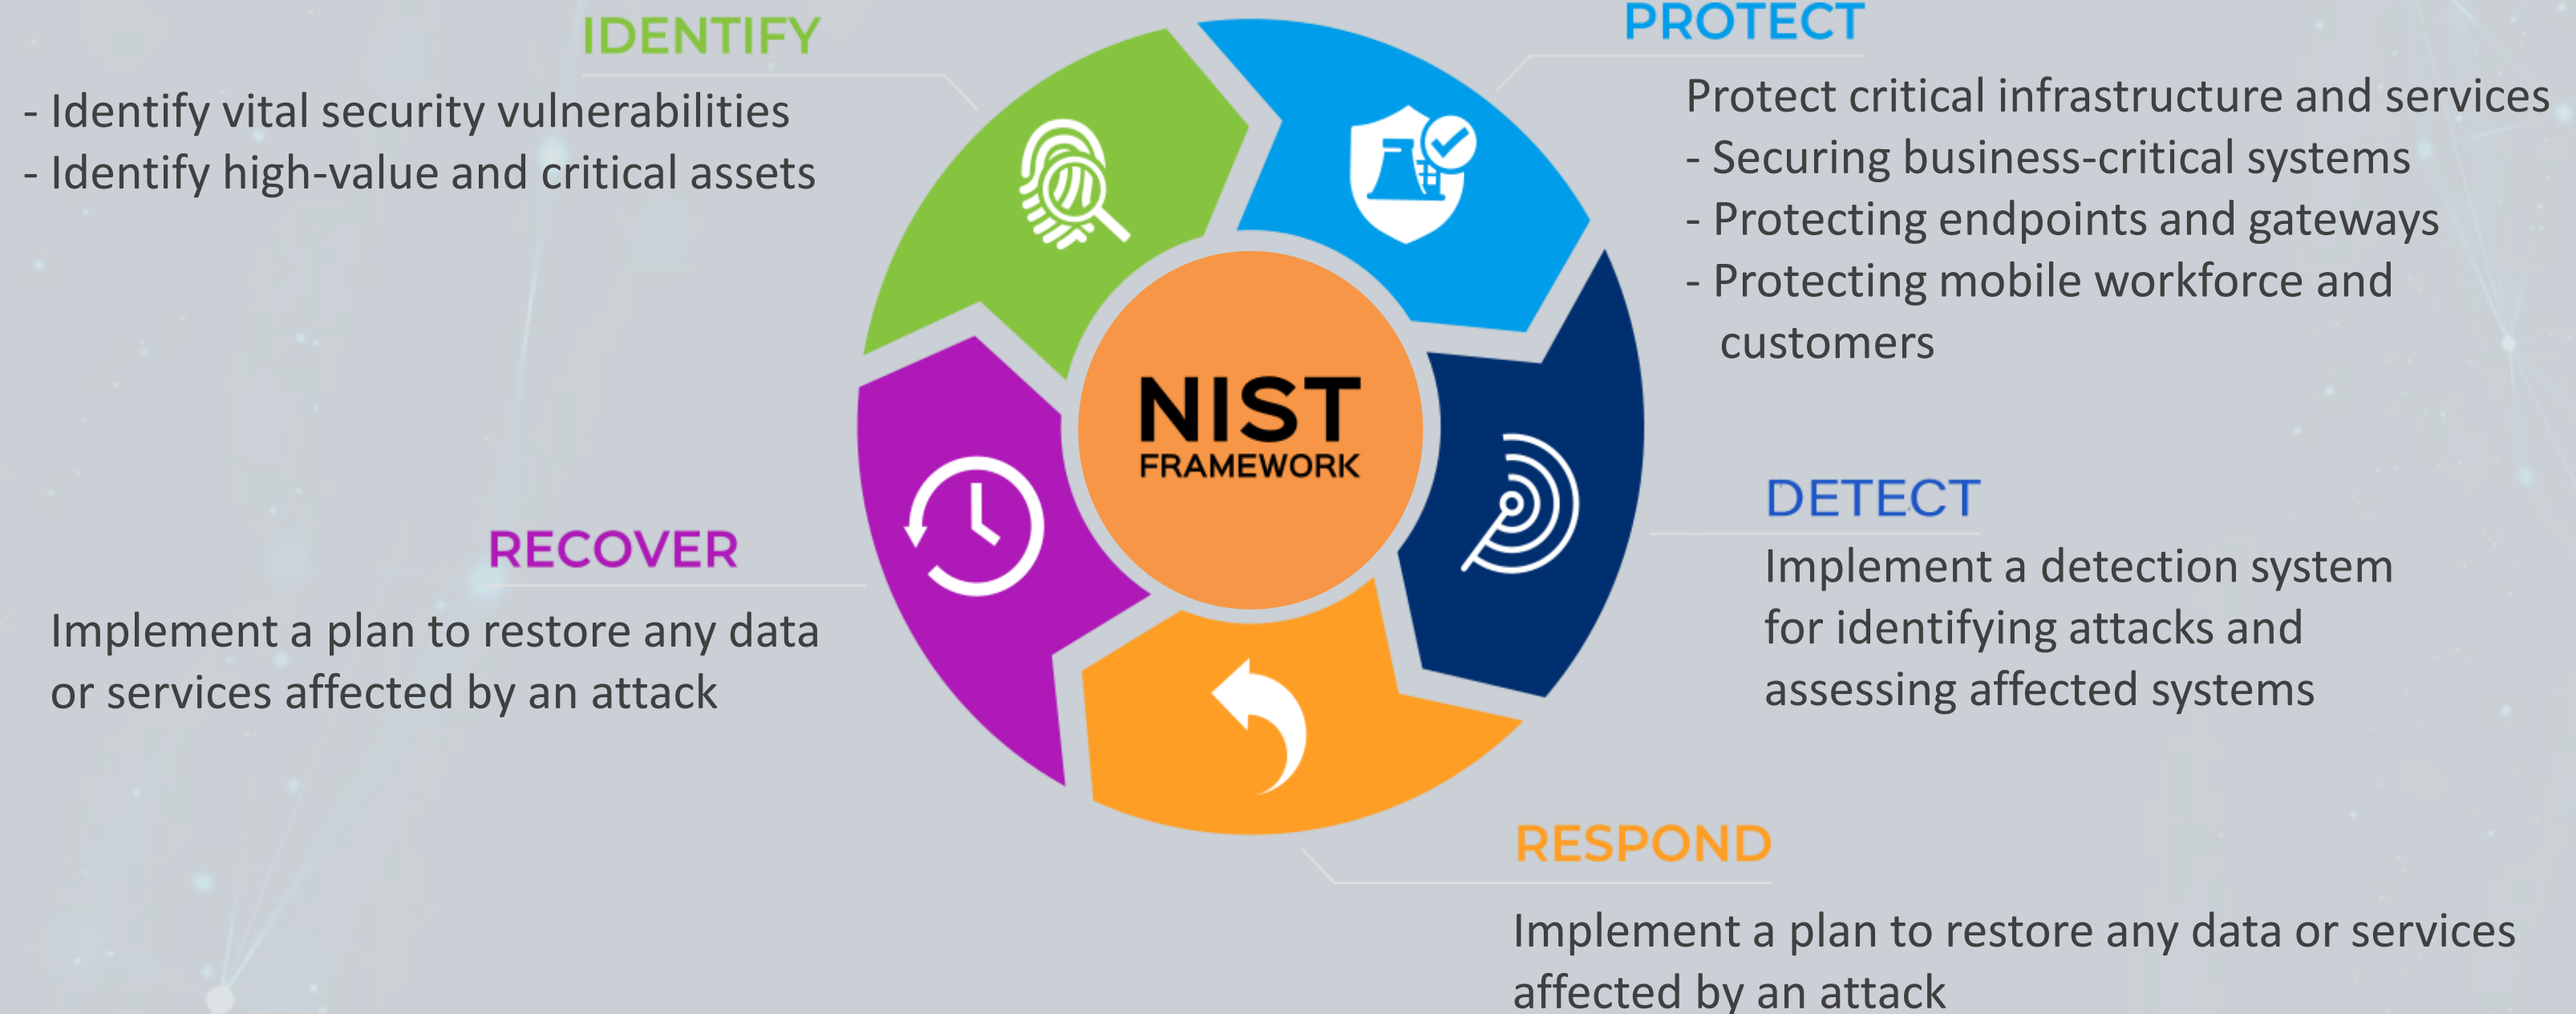 IDENTIFY
- Identify vital security vulnerabilities
- Identify high-value and critical assets
PROTECT
Protect critical infrastructure and services
- Securing business-critical systems
- Protecting endpoints and gateways
- Protecting mobile workforce and
customers
NIST
FRAMEWORK
DETECT
Implement a detection system
for identifying attacks and
assessing affected systems
RESPOND
Implement a plan to restore any data or services
affected by an attack
RECOVER
Implement a plan to restore any data
or services affected by an attack